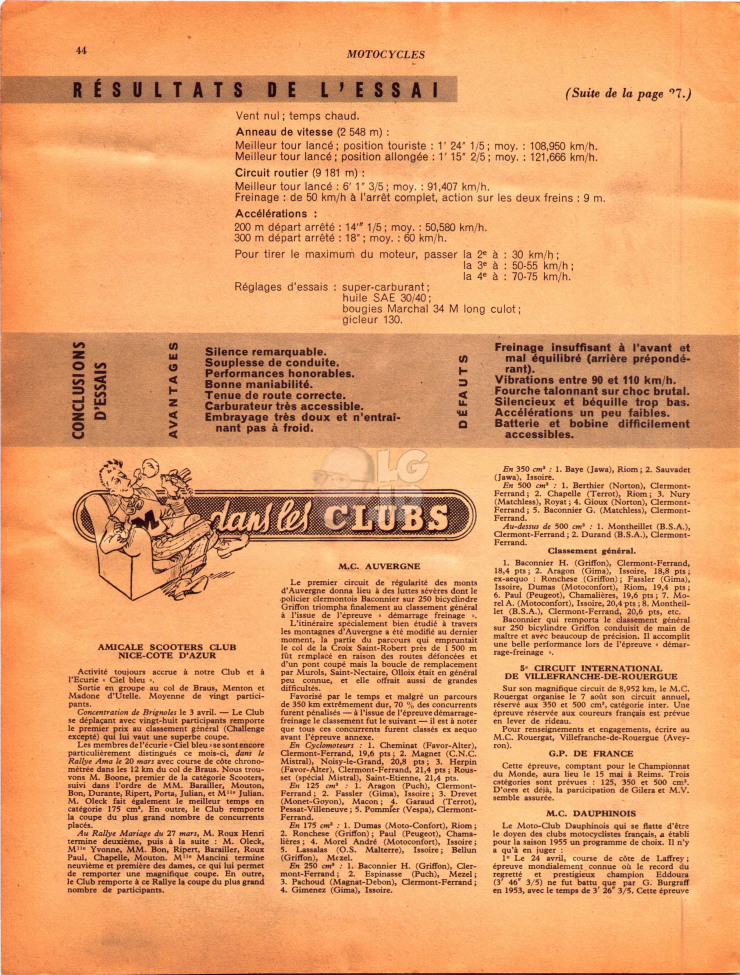 44
MOTOCYCLES
RÉSULTATS DE L'ESSAI
(Suite de la page 27.)
Vent nul ; temps chaud.
Anneau de vitesse (2 548 m) :
Meilleur tour lancé ; position touriste : 1' 24" 1/5 ; moy. : 108,950 km/h.
Meilleur tour lancé ; position allongée : 1' 15" 2/5 ; moy. : 121,666 km/h.
Circuit routier (9 181 m) :
Meilleur tour lancé : 6' 1" 3/5 ; moy. : 91,407 km/h.
Freinage : de 50 km/h à l'arrêt complet, action sur les deux freins : 9 m.
Accélérations :
200 m départ arrêté : 14'" 1/5 ; moy. : 50,580 km/h.
300 m départ arrêté : 18" ; moy. : 60 km/h.
Pour tirer le maximum du moteur, passer la 2e à : 30 km/h ;
la 3e à : 50-55 km/h ;
la 4e à : 70-75 km/h.
Réglages d'essais : super-carburant ;
huile SAE 30/40 ;
bougies Marchal 34 M long culot ;
gicleur 130.
CONCLUSIONS
D'ESSAIS
AVANTAGES
Silence remarquable.
Souplesse de conduite.
Performances honorables.
Bonne maniabilité.
Tenue de route correcte.
Carburateur très accessible.
Embrayage très doux et n'entraî-
nant pas à froid.
DÉFAUTS
Freinage insuffisant à l'avant et
mal équilibré (arrière prépondé-
rant).
Vibrations entre 90 et 110 km/h.
Fourche talonnant sur choc brutal.
Silencieux et béquille trop bas.
Accélérations un peu faibles.
Batterie et bobine difficilement
accessibles.
LG
M
dans les CLUBS
AMICALE SCOOTERS CLUB
NICE-COTE D'AZUR
Activité toujours accrue à notre Club et à
l'Ecurie « Ciel bleu ».
Sortie en groupe au col de Braus, Menton et
Madone d'Utelle. Moyenne de vingt partici-
pants.
Concentration de Brignoles le 3 avril. — Le Club
se déplaçant avec vingt-huit participants remporte
le premier prix au classement général (Challenge
excepté) qui lui vaut une superbe coupe.
Les membres de l'écurie « Ciel bleu » se sont encore
particulièrement distingués ce mois-ci, dans le
Rallye Ama le 20 mars avec course de côte chrono-
métrée dans les 12 km du col de Braus. Nous trou-
vons M. Boone, premier de la catégorie Scooters,
suivi dans l'ordre de MM. Barailler, Mouton,
Bon, Durante, Ripert, Porta, Julian, et Mlle Julian.
M. Oleck fait également le meilleur temps en
catégorie 175 cm³. En outre, le Club remporte
la coupe du plus grand nombre de concurrents
placés.
Au Rallye Mariage du 27 mars, M. Roux Henri
termine deuxième, puis à la suite : M. Oleck,
Mlle Yvonne, MM. Bon, Ripert, Barailler, Roux
Paul, Chapelle, Mouton. Mlle Mancini termine
neuvième et première des dames, ce qui lui permet
de remporter une magnifique coupe. En outre,
le Club remporte à ce Rallye la coupe du plus grand
nombre de participants.
M.C. AUVERGNE
Le premier circuit de régularité des monts
d'Auvergne donna lieu à des luttes sévères dont le
policier clermontois Baconnier sur 250 bicylindre
Griffon triompha finalement au classement général
à l'issue de l'épreuve « démarrage freinage ».
L'itinéraire spécialement bien étudié à travers
les montagnes d'Auvergne a été modifié au dernier
moment, la partie du parcours qui empruntait
le col de la Croix Saint-Robert près de 1 500 m
fût remplacé en raison des routes défoncées et
d'un pont coupé mais la boucle de remplacement
par Murols, Saint-Nectaire, Olloix était en général
peu connue, et elle offrait aussi de grandes
difficultés.
Favorisé par le temps et malgré un parcours
de 350 km extrêmement dur, 70 % des concurrents
furent pénalisés — à l'issue de l'épreuve démarrage-
freinage le classement fut le suivant — il est à noter
que tous ces concurrents furent classés ex æquo
avant l'épreuve annexe.
En Cyclomoteurs : 1. Cheminat (Favor-Alter),
Clermont-Ferrand, 19,6 pts ; 2. Magnet (C.N.C.
Mistral), Noisy-le-Grand, 20,8 pts ; 3. Herpin
(Favor-Alter), Clermont-Ferrand, 21,4 pts ; Rous-
set (spécial Mistral), Saint-Etienne, 21,4 pts.
En 125 cm³ : 1. Aragon (Puch), Clermont-
Ferrand ; 2. Fassler (Gima), Issoire ; 3. Drevet
(Monet-Goyon), Macon ; 4. Garaud (Terrot),
Pessat-Villeneuve ; 5. Pommier (Vespa), Clermont-
Ferrand.
En 175 cm³ : 1. Dumas (Moto-Confort), Riom ;
2. Ronchese (Griffon) ; Paul (Peugeot), Chama-
lières ; 4. Morel André (Motoconfort), Issoire ;
5. Lassalas (O.S. Malterre), Issoire ; Bellun
(Griffon), Mezel.
En 250 cm³ : 1. Baconnier H. (Griffon), Cler-
mont-Ferrand ; 2. Espinasse (Puch), Mezel ;
3. Pachoud (Magnat-Debon), Clermont-Ferrand ;
4. Gimenez (Gima), Issoire.
En 350 cm³ : 1. Baye (Jawa), Riom ; 2. Sauvadet
(Jawa), Issoire.
En 500 cm³ : 1. Berthier (Norton), Clermont-
Ferrand ; 2. Chapelle (Terrot), Riom ; 3. Nury
(Matchless), Royat ; 4. Gioux (Norton), Clermont-
Ferrand ; 5. Baconnier G. (Matchless), Clermont-
Ferrand.
Au-dessus de 500 cm³ : 1. Montheillet (B.S.A.),
Clermont-Ferrand ; 2. Durand (B.S.A.), Clermont-
Ferrand.
Classement général.
1. Baconnier H. (Griffon), Clermont-Ferrand,
18,4 pts ; 2. Aragon (Gima), Issoire, 18,8 pts ;
ex-aequo : Ronchese (Griffon) ; Fassler (Gima),
Issoire, Dumas (Motoconfort), Riom, 19,4 pts ;
6. Paul (Peugeot), Chamalières, 19,6 pts ; 7. Mo-
rel A. (Motoconfort), Issoire, 20,4 pts ; 8. Montheil-
let (B.S.A.), Clermont-Ferrand, 20,6 pts, etc.
Baconnier qui remporta le classement général
sur 250 bicylindre Griffon conduisit de main de
maître et avec beaucoup de précision. Il accomplit
une belle performance lors de l'épreuve « démar-
rage-freinage ».
5e CIRCUIT INTERNATIONAL
DE VILLEFRANCHE-DE-ROUERGUE
Sur son magnifique circuit de 8,952 km, le M.C.
Rouergat organise le 7 août son circuit annuel,
réservé aux 350 et 500 cm³, catégorie inter. Une
épreuve réservée aux coureurs français est prévue
en lever de rideau.
Pour renseignements et engagements, écrire au
M.C. Rouergat, Villefranche-de-Rouergue (Avey-
ron).
G.P. DE FRANCE
Cette épreuve, comptant pour le Championnat
du Monde, aura lieu le 15 mai à Reims. Trois
catégories sont prévues : 125, 350 et 500 cm³.
D'ores et déjà, la participation de Gilera et M.V.
semble assurée.
M.C. DAUPHINOIS
Le Moto-Club Dauphinois qui se flatte d'être
le doyen des clubs motocyclistes français, a établi
pour la saison 1955 un programme de choix. Il n'y
a qu'à en juger :
1° Le 24 avril, course de côte de Laffrey ;
épreuve mondialement connue où le record du
regretté et prestigieux champion Eddoura
(3' 46" 3/5) ne fut battu que par G. Burgraff
en 1953, avec le temps de 3' 26" 3/5. Cette épreuve